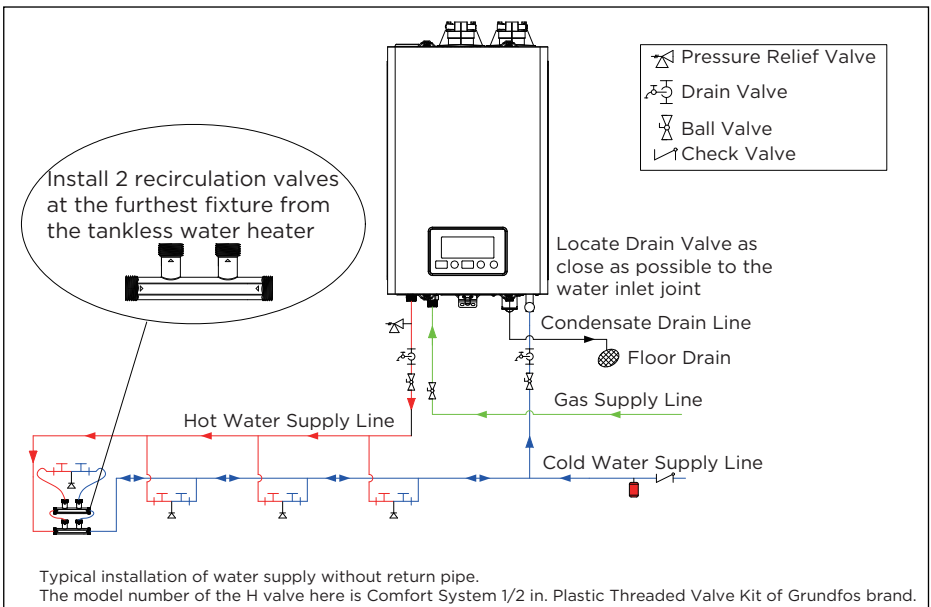 Install 2 recirculation valves
at the furthest fixture from
the tankless water heater
Pressure Relief Valve
Drain Valve
Ball Valve
Check Valve
Locate Drain Valve as
close as possible to the
water inlet joint
Condensate Drain Line
Floor Drain
Gas Supply Line
Hot Water Supply Line
Cold Water Supply Line
Typical installation of water supply without return pipe.
The model number of the H valve here is Comfort System 1/2 in. Plastic Threaded Valve Kit of Grundfos brand.